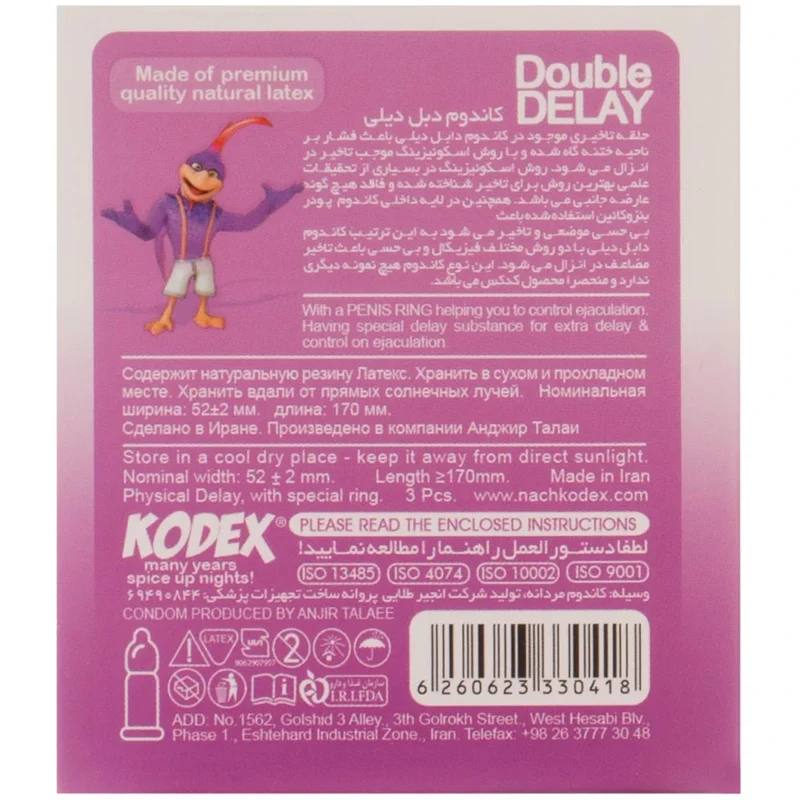 Made of premium
quality natural latex
Double
DELAY
کاندوم دبل دیلی
حلقه تاخیری موجود در کاندوم دابل دیلی باعث فشار بر
ناحیه ختنه گاه شده و با روش اسکوئیزینگ موجب تاخیر در
انزال می شود. روش اسکوئیزینگ در بسیاری از تحقیقات
علمی بهترین روش برای تاخیر شناخته شده و فاقد هیچ گونه
عارضه جانبی می باشد. همچنین در لایه داخلی کاندوم پودر
بنزوکائین استفاده شده باعث
بی حسی موضعی و تاخیر می شود به این ترتیب کاندوم
دابل دیلی با دو روش مختلف فیزیکال و بی حسی باعث تاخیر
مضاعف در انزال می شود. این نوع کاندوم هیچ نمونه دیگری
ندارد و منحصرا محصول کدکس می باشد.
With a PENIS RING helping you to control ejaculation.
Having special delay substance for extra delay &
control on ejaculation.
Содержит натуральную резину Латекс. Хранить в сухом и прохладном
месте. Хранить вдали от прямых солнечных лучей. Номинальная
ширина: 52±2 мм. длина: 170 мм.
Сделано в Иране. Произведено в компании Анджир Талаи
Store in a cool dry place - keep it away from direct sunlight.
Nominal width: 52 ± 2 mm. Length ≥170mm. Made in Iran
Physical Delay, with special ring. 3 Pcs. www.nachkodex.com
KODEX®
many years
spice up nights!
PLEASE READ THE ENCLOSED INSTRUCTIONS
لطفا دستور العمل راهنما را مطالعه نمایید!
ISO 13485 ISO 4074 ISO 10002 ISO 9001
وسیله: کاندوم مردانه، تولید شرکت انجیر طلایی پروانه ساخت تجهیزات پزشکی: ۶۹۴۹۰۸۴۴
CONDOM PRODUCED BY ANJIR TALAEE
LATEX
2
9062907957
سازمان غذا و دارو
I.R.I.FDA
6 260623 330418
ADD: No.1562, Golshid 3 Alley., 3th Golrokh Street., West Hesabi Blv.,
Phase 1 , Eshtehard Industrial Zone., Iran. Telefax: +98 26 3777 30 48